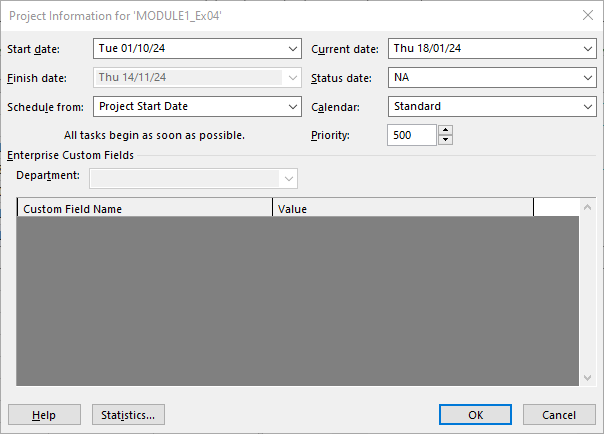 Project Information for 'MODULE1_Ex04'
Start date: Tue 01/10/24 Current date: Thu 18/01/24
Finish date: Thu 14/11/24 Status date: NA
Schedule from: Project Start Date Calendar: Standard
All tasks begin as soon as possible. Priority: 500
Enterprise Custom Fields
Department:
Custom Field Name Value
Help Statistics... OK Cancel